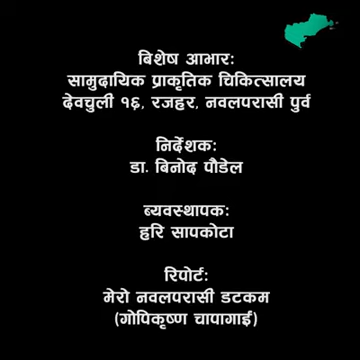 बिशेष आभारः
सामुदायिक प्राकृतिक चिकित्सालय
देवचुली १६, रजहर, नवलपरासी पुर्व
निर्देशकः
डा. बिनोद पौडेल
ब्यवस्थापकः
हरि सापकोटा
रिपोर्टः
मेरो नवलपरासी डटकम
(गोपिकृष्ण चापागाई)